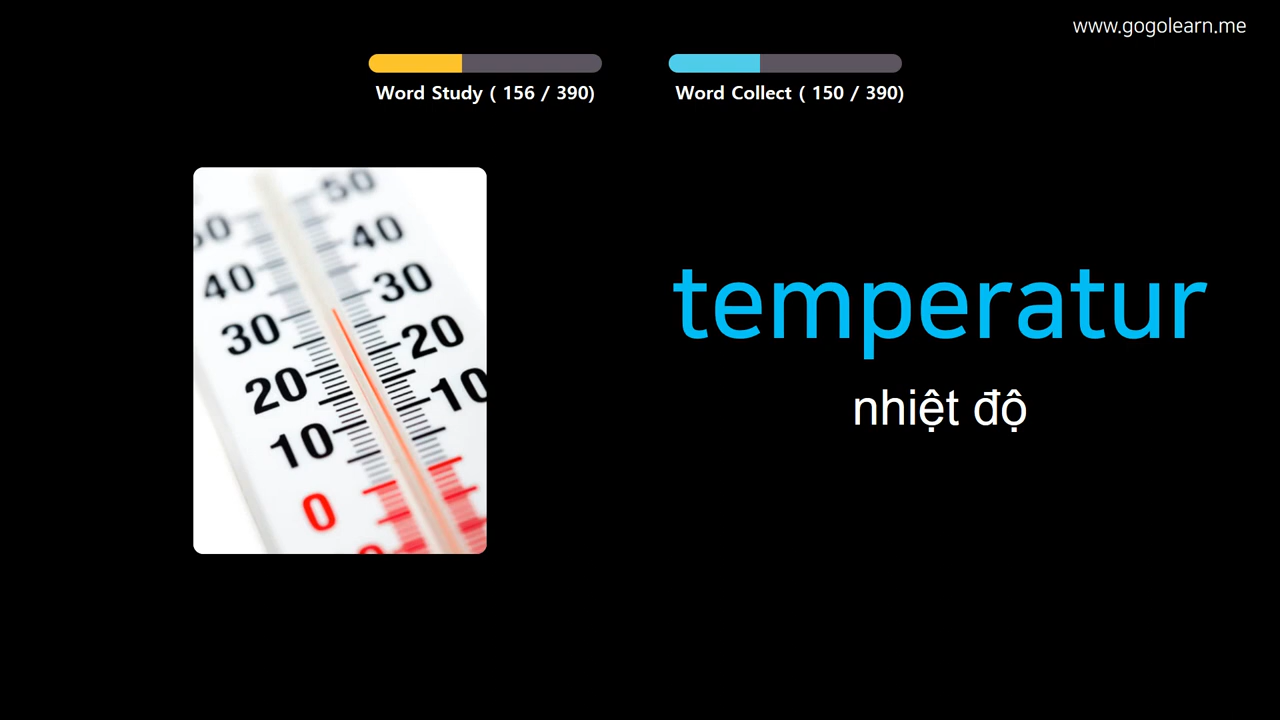 www.gogolearn.me
Word Study ( 156 / 390)
Word Collect ( 150 / 390)
50
50
40
40
30
30
20
20
10
10
0
temperatur
nhiệt độ